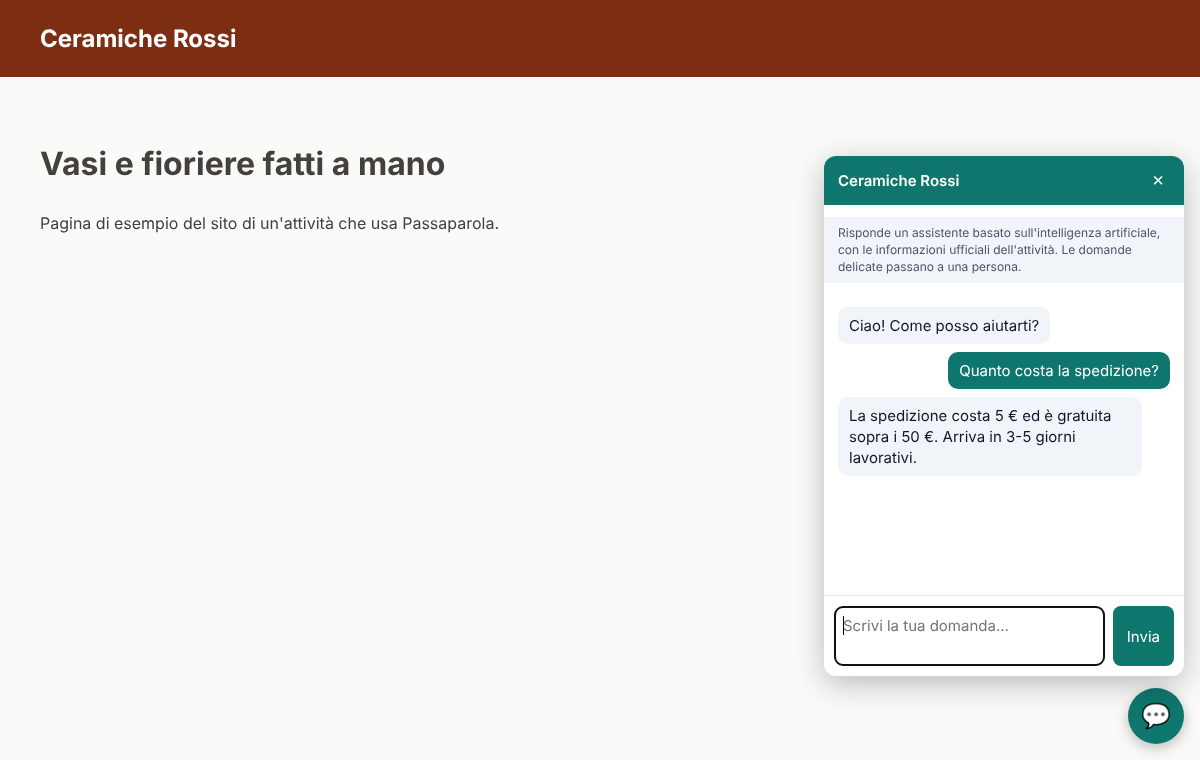 Ceramiche Rossi
Vasi e fioriere fatti a mano
Pagina di esempio del sito di un'attività che usa Passaparola.
Ceramiche Rossi
Risponde un assistente basato sull'intelligenza artificiale,
con le informazioni ufficiali dell'attività. Le domande
delicate passano a una persona.
Ciao! Come posso aiutarti?
Quanto costa la spedizione?
La spedizione costa 5 € ed è gratuita
sopra i 50 €. Arriva in 3-5 giorni
lavorativi.
Scrivi la tua domanda...
Invia